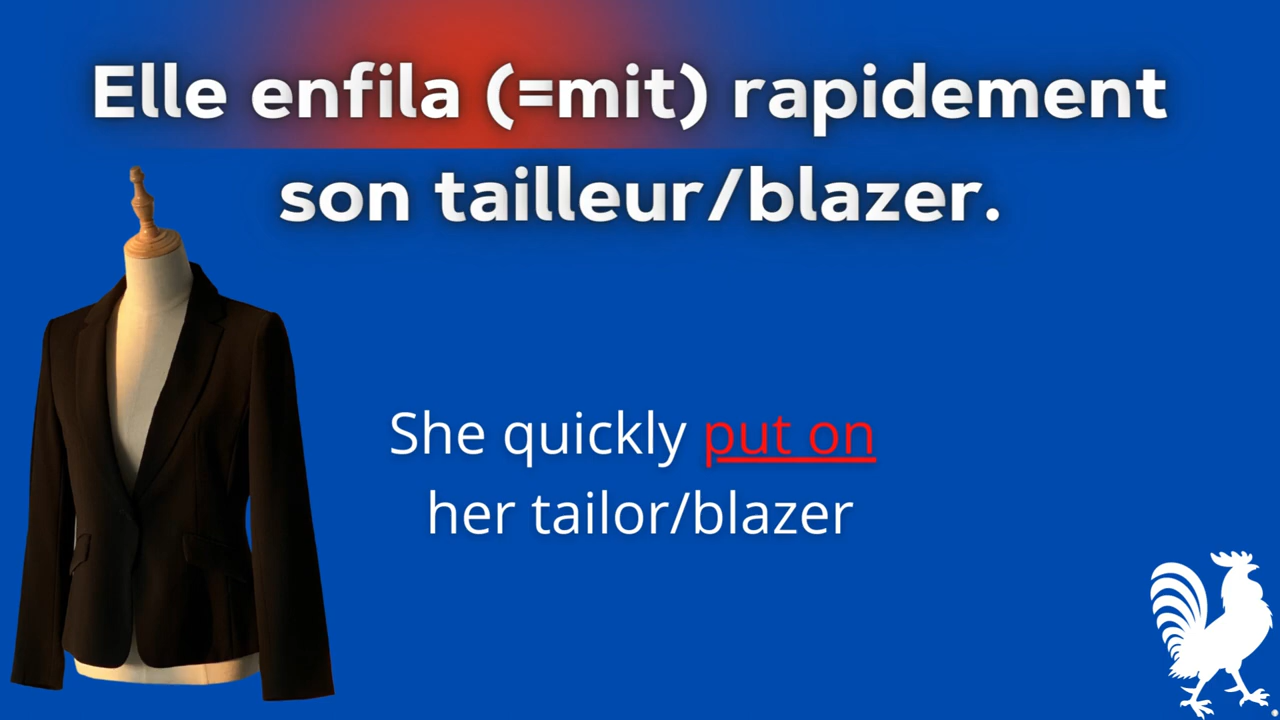 Elle enfila (=mit) rapidement
son tailleur/blazer.
She quickly put on
her tailor/blazer